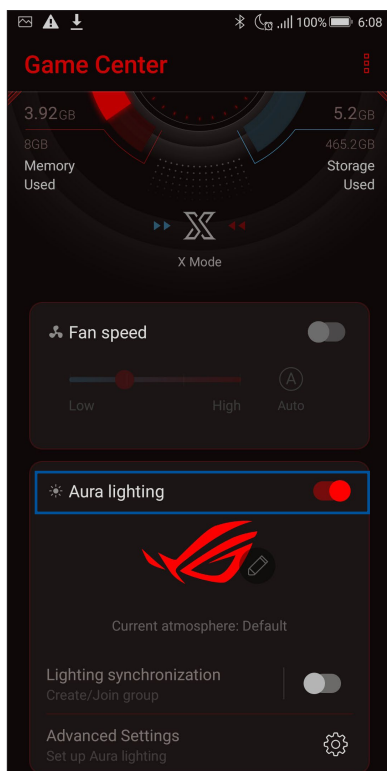 100% 6:08
Game Center
3.92GB 5.2GB
8GB 465.2GB
Memory Storage
Used Used
X Mode
Fan speed
A
Low High Auto
Aura lighting
Current atmosphere: Default
Lighting synchronization
Create/Join group
Advanced Settings
Set up Aura lighting